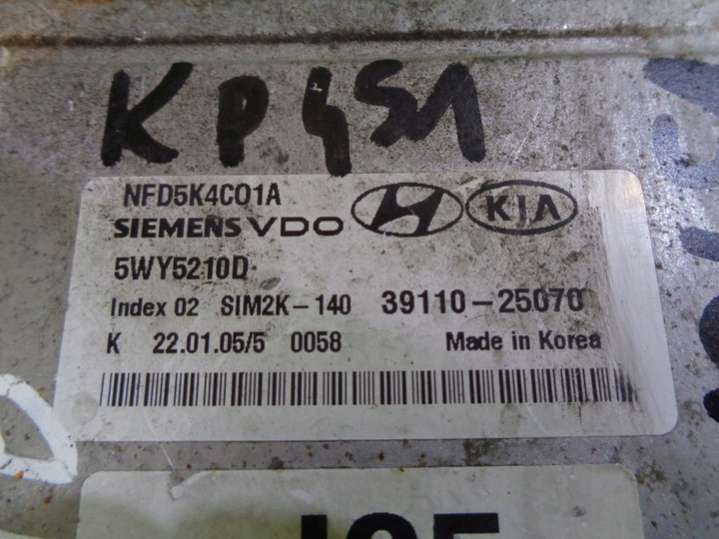 KP451
NFD5K4C01A
SIEMENS VDO KIA
5WY5210D
Index 02 SIM2K-140 39110-25070
K 22.01.05/5 0058 Made in Korea